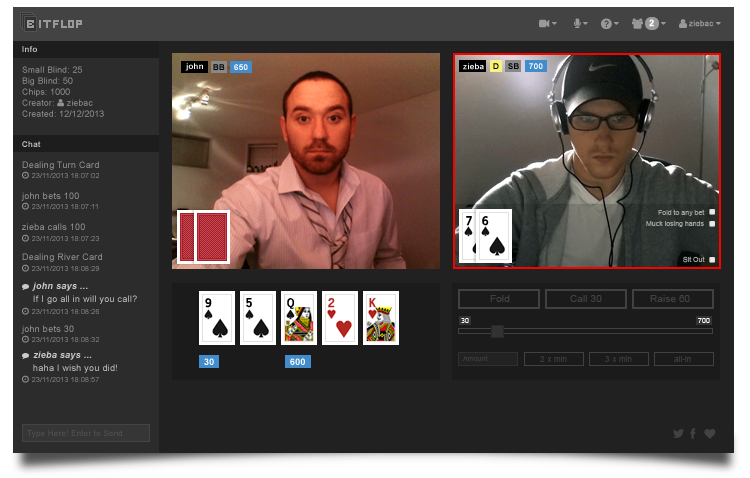 BITFLOP
2
ziebac
Info
Small Blind: 25
Big Blind: 50
Chips: 1000
Creator: ziebac
Created: 12/12/2013
Chat
Dealing Turn Card
23/11/2013 18:07:02
john bets 100
23/11/2013 18:07:11
zieba calls 100
23/11/2013 18:07:23
Dealing River Card
23/11/2013 18:08:29
john says ...
If I go all in will you call?
23/11/2013 18:08:26
john bets 30
23/11/2013 18:08:32
zieba says ...
haha I wish you did!
23/11/2013 18:08:57
Type Here! Enter to Send
john BB 650
zieba D SB 700
7 6
Fold to any bet
Muck losing hands
Sit Out
9 5 Q 2 K
30 600
Fold Call 30 Raise 60
30 700
Amount 2 x min 3 x min all-in